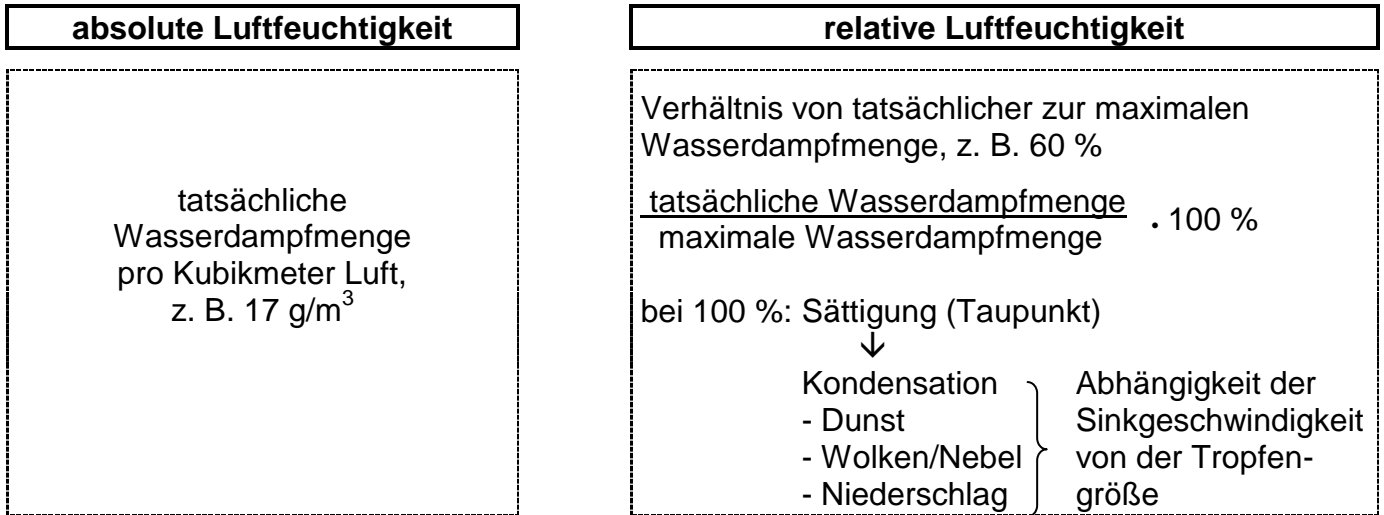 absolute Luftfeuchtigkeit
tatsächliche
Wasserdampfmenge
pro Kubikmeter Luft,
z. B. 17 g/m³
relative Luftfeuchtigkeit
Verhältnis von tatsächlicher zur maximalen
Wasserdampfmenge, z. B. 60 %
tatsächliche Wasserdampfmenge
maximale Wasserdampfmenge
. 100 %
bei 100 %: Sättigung (Taupunkt)
↓
Kondensation
- Dunst
- Wolken/Nebel
- Niederschlag
Abhängigkeit der
Sinkgeschwindigkeit
von der Tropfen-
größe